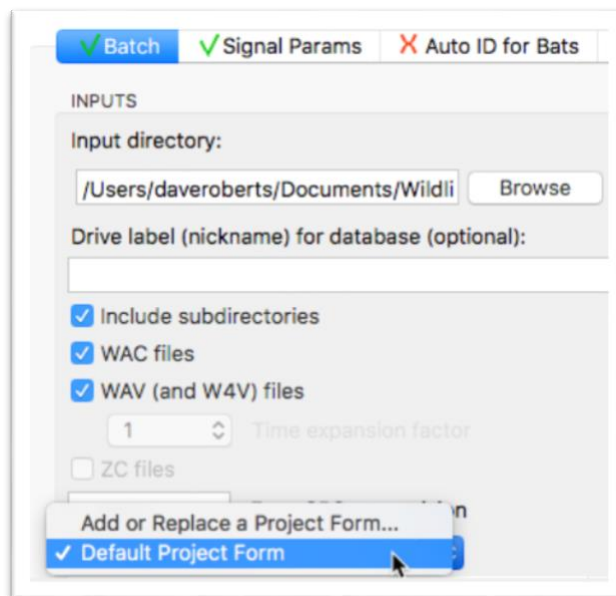 Batch Signal Params Auto ID for Bats
INPUTS
Input directory:
/Users/daveroberts/Documents/Wildli Browse
Drive label (nickname) for database (optional):
Include subdirectories
WAC files
WAV (and W4V) files
1 Time expansion factor
ZC files
Add or Replace a Project Form...
Default Project Form